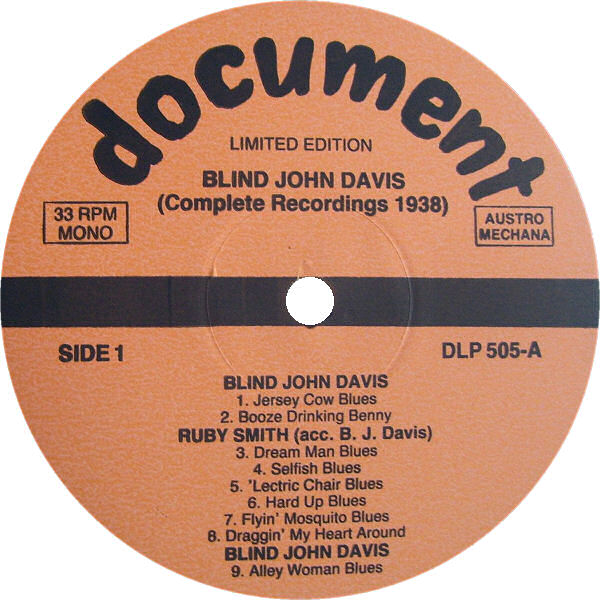 document
LIMITED EDITION
BLIND JOHN DAVIS
(Complete Recordings 1938)
33 RPM
MONO
AUSTRO
MECHANA
SIDE 1
DLP 505-A
BLIND JOHN DAVIS
1. Jersey Cow Blues
2. Booze Drinking Benny
RUBY SMITH (acc. B. J. Davis)
3. Dream Man Blues
4. Selfish Blues
5. 'Lectric Chair Blues
6. Hard Up Blues
7. Flyin' Mosquito Blues
8. Draggin' My Heart Around
BLIND JOHN DAVIS
9. Alley Woman Blues